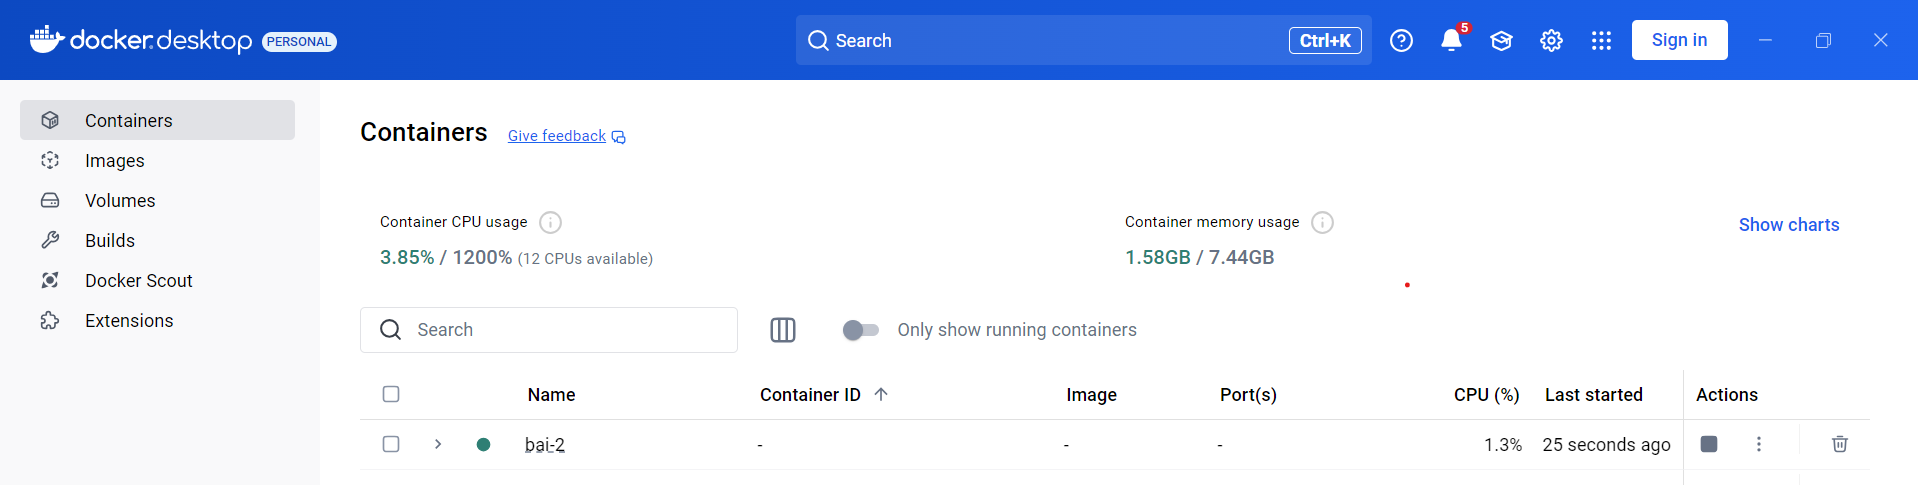 docker.desktop PERSONAL Search Ctrl+K 5 Sign in
Containers
Images
Volumes
Builds
Docker Scout
Extensions
Containers Give feedback
Container CPU usage
3.85% / 1200% (12 CPUs available)
Container memory usage
1.58GB / 7.44GB
Show charts
Search Only show running containers
Name Container ID Image Port(s) CPU (%) Last started Actions
bai-2 - - - 1.3% 25 seconds ago